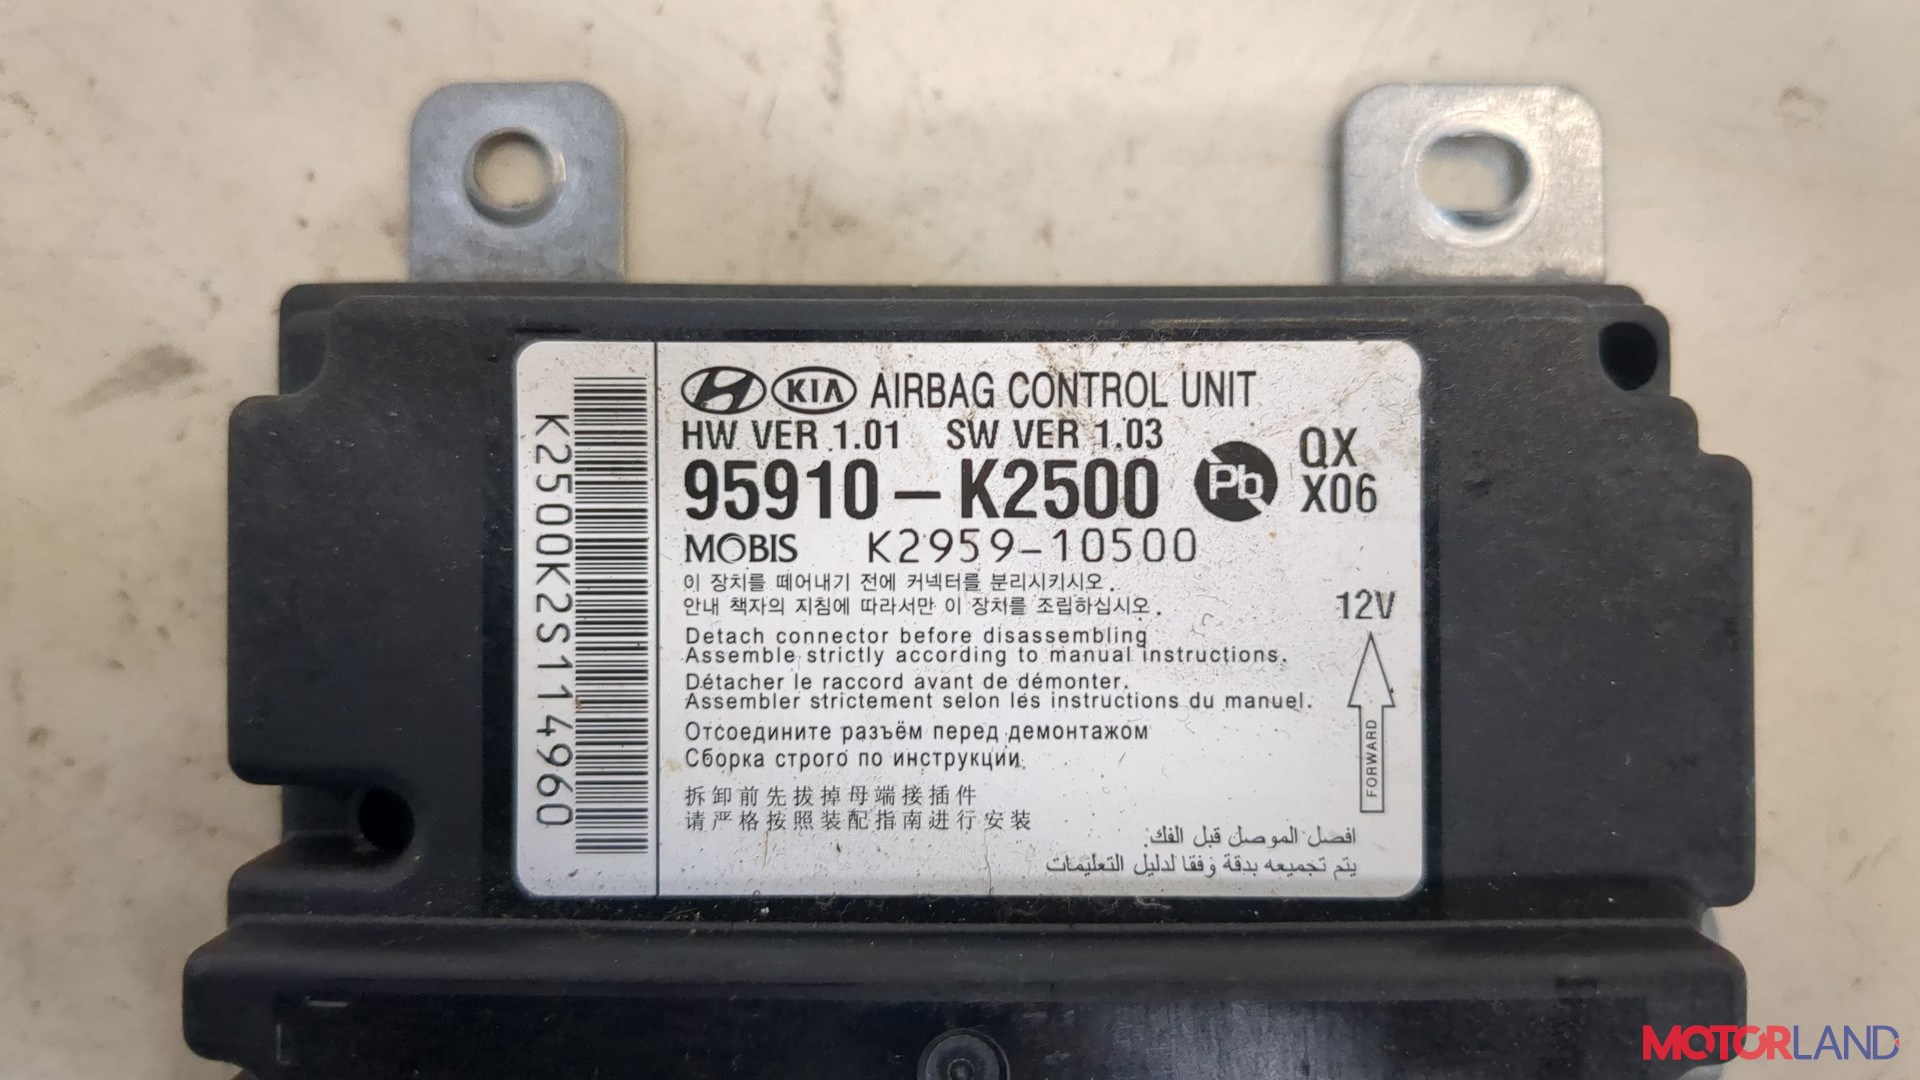 K2500K2S114960
HYUNDAI KIA AIRBAG CONTROL UNIT
HW VER 1.01 SW VER 1.03
95910-K2500 Pb QX
X06
MOBIS K2959-10500
이 장치를 떼어내기 전에 커넥터를 분리시키시오.
안내 책자의 지침에 따라서만 이 장치를 조립하십시오.
12V
Detach connector before disassembling
Assemble strictly according to manual instructions.
Détacher le raccord avant de démonter.
Assembler strictement selon lés instructions du manuel.
FORWARD
Отсоедините разъём перед демонтажом
Сборка строго по инструкции
拆卸前先拔掉母端接插件
请严格按照装配指南进行安装
افصل الموصل قبل الفك.
يتم تجميعه بدقة وفقا لدليل التعليمات
MOTORLAND